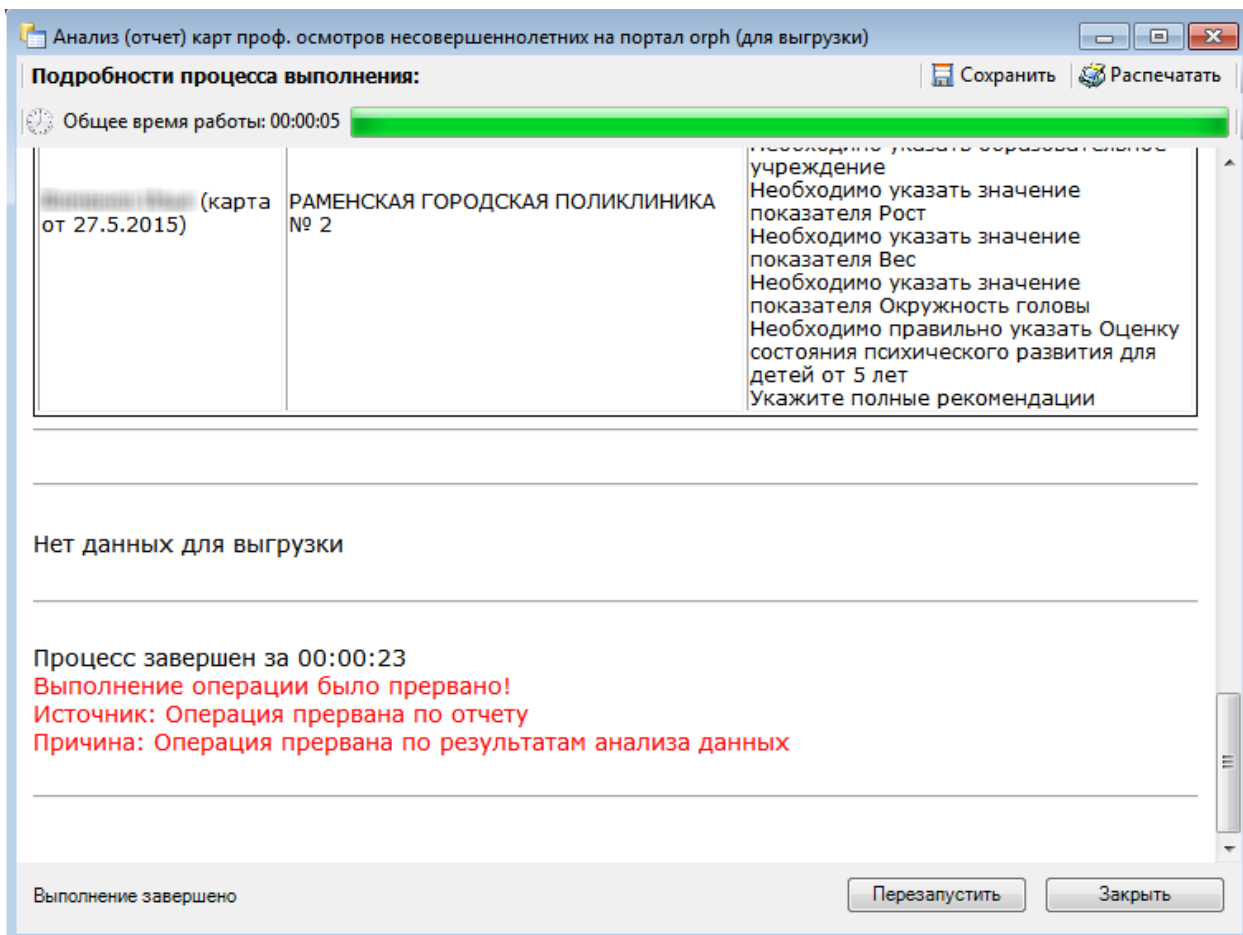 Анализ (отчет) карт проф. осмотров несовершеннолетних на портал orph (для выгрузки)
Подробности процесса выполнения:
Сохранить
Распечатать
Общее время работы: 00:00:05
Необходимо указать образовательное
учреждение
(карта
от 27.5.2015)
РАМЕНСКАЯ ГОРОДСКАЯ ПОЛИКЛИНИКА
№ 2
Необходимо указать значение
показателя Рост
Необходимо указать значение
показателя Вес
Необходимо указать значение
показателя Окружность головы
Необходимо правильно указать Оценку
состояния психического развития для
детей от 5 лет
Укажите полные рекомендации
Нет данных для выгрузки
Процесс завершен за 00:00:23
Выполнение операции было прервано!
Источник: Операция прервана по отчету
Причина: Операция прервана по результатам анализа данных
Выполнение завершено
Перезапустить
Закрыть